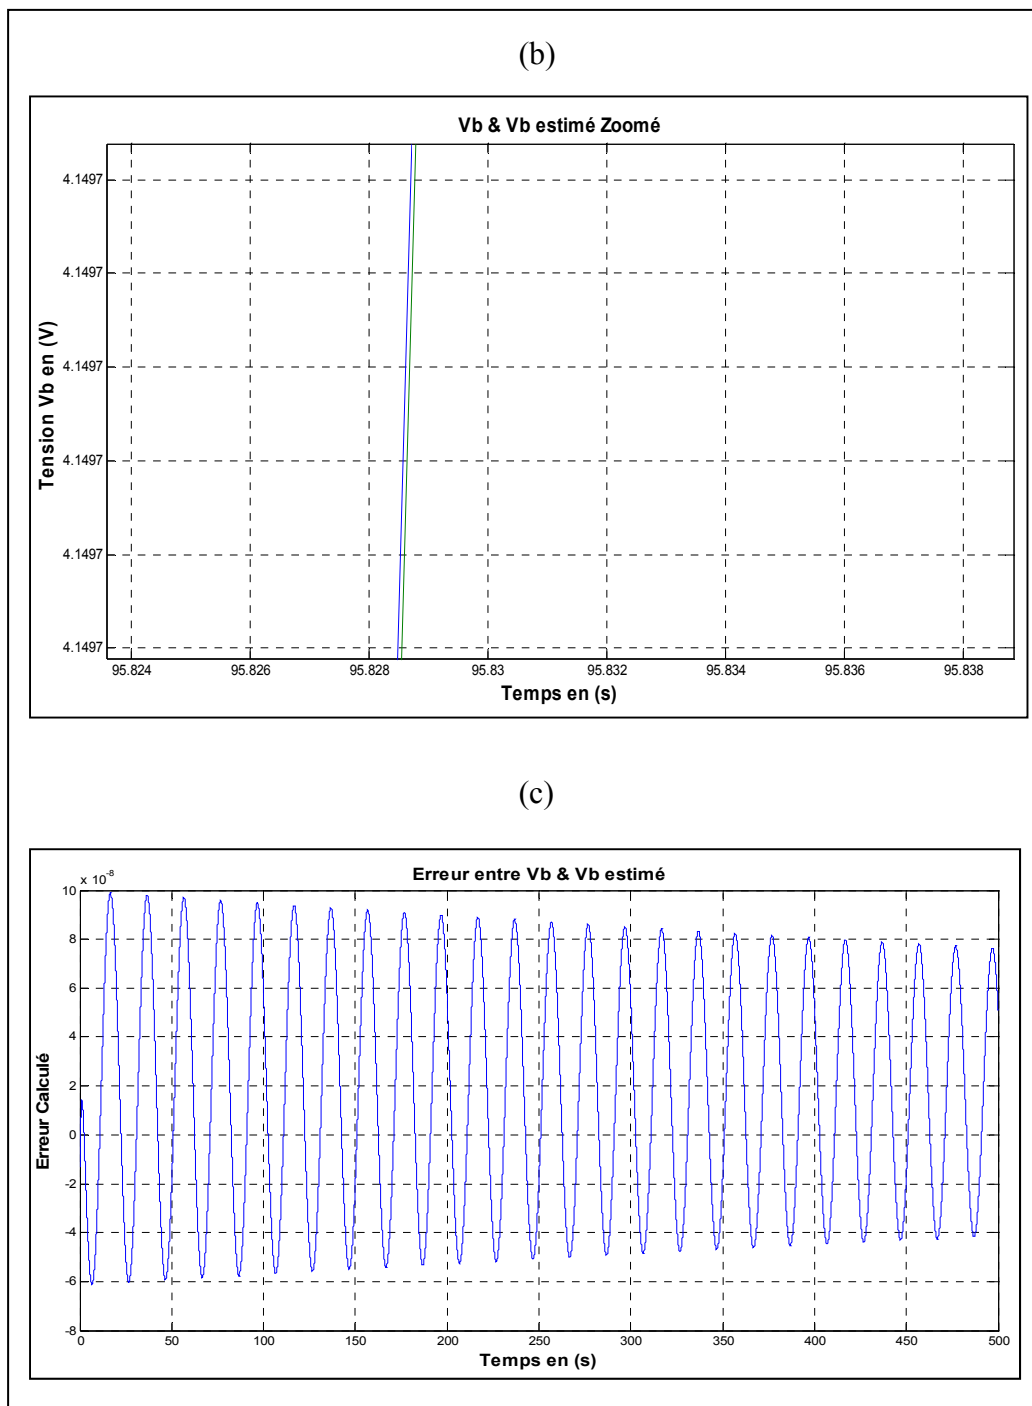 (b)
Vb & Vb estimé Zoomé
4.1497
4.1497
4.1497
4.1497
4.1497
4.1497
Tension Vb en (V)
95.824 95.826 95.828 95.83 95.832 95.834 95.836 95.838
Temps en (s)
(c)
Erreur entre Vb & Vb estimé
x 10-8
10
8
6
4
2
0
-2
-4
-6
-8
Erreur Calculé
0 50 100 150 200 250 300 350 400 450 500
Temps en (s)